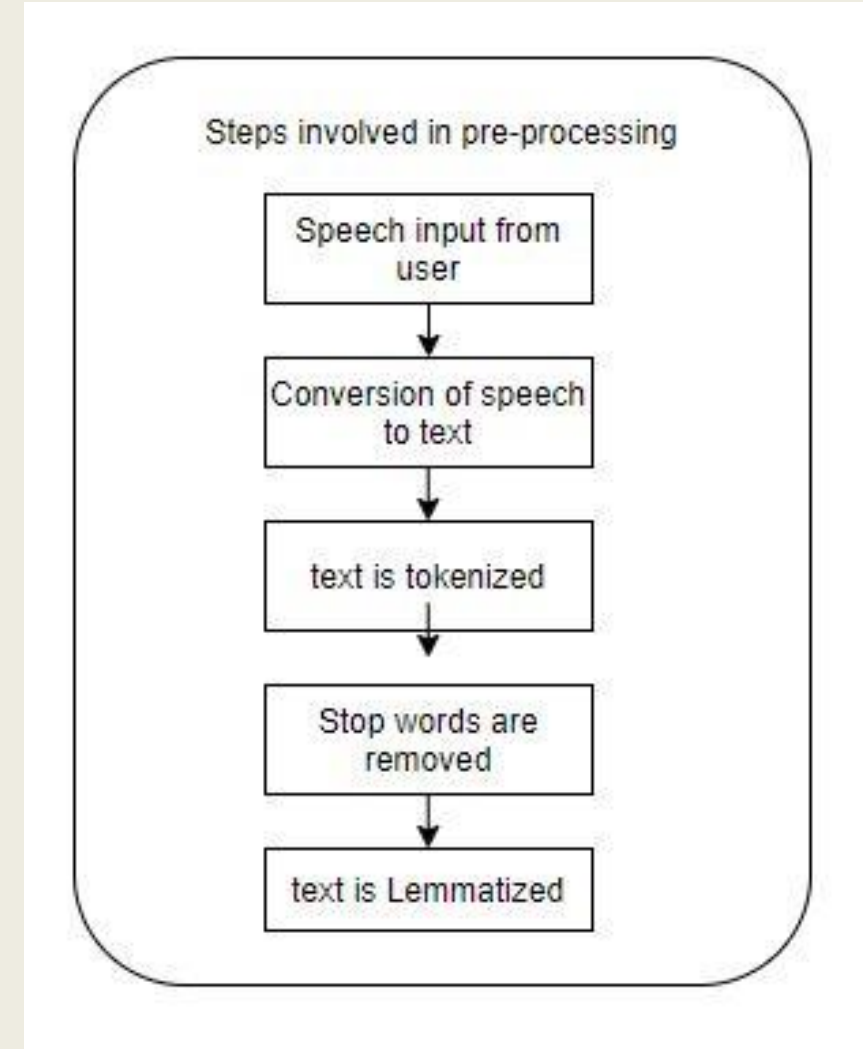 Steps involved in pre-processing
Speech input from
user
Conversion of speech
to text
text is tokenized
Stop words are
removed
text is Lemmatized